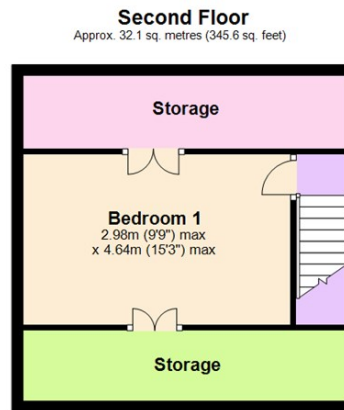 Second Floor
Approx. 32.1 sq. metres (345.6 sq. feet)
Storage
Bedroom 1
2.98m (9'9") max
x 4.64m (15'3") max
Storage